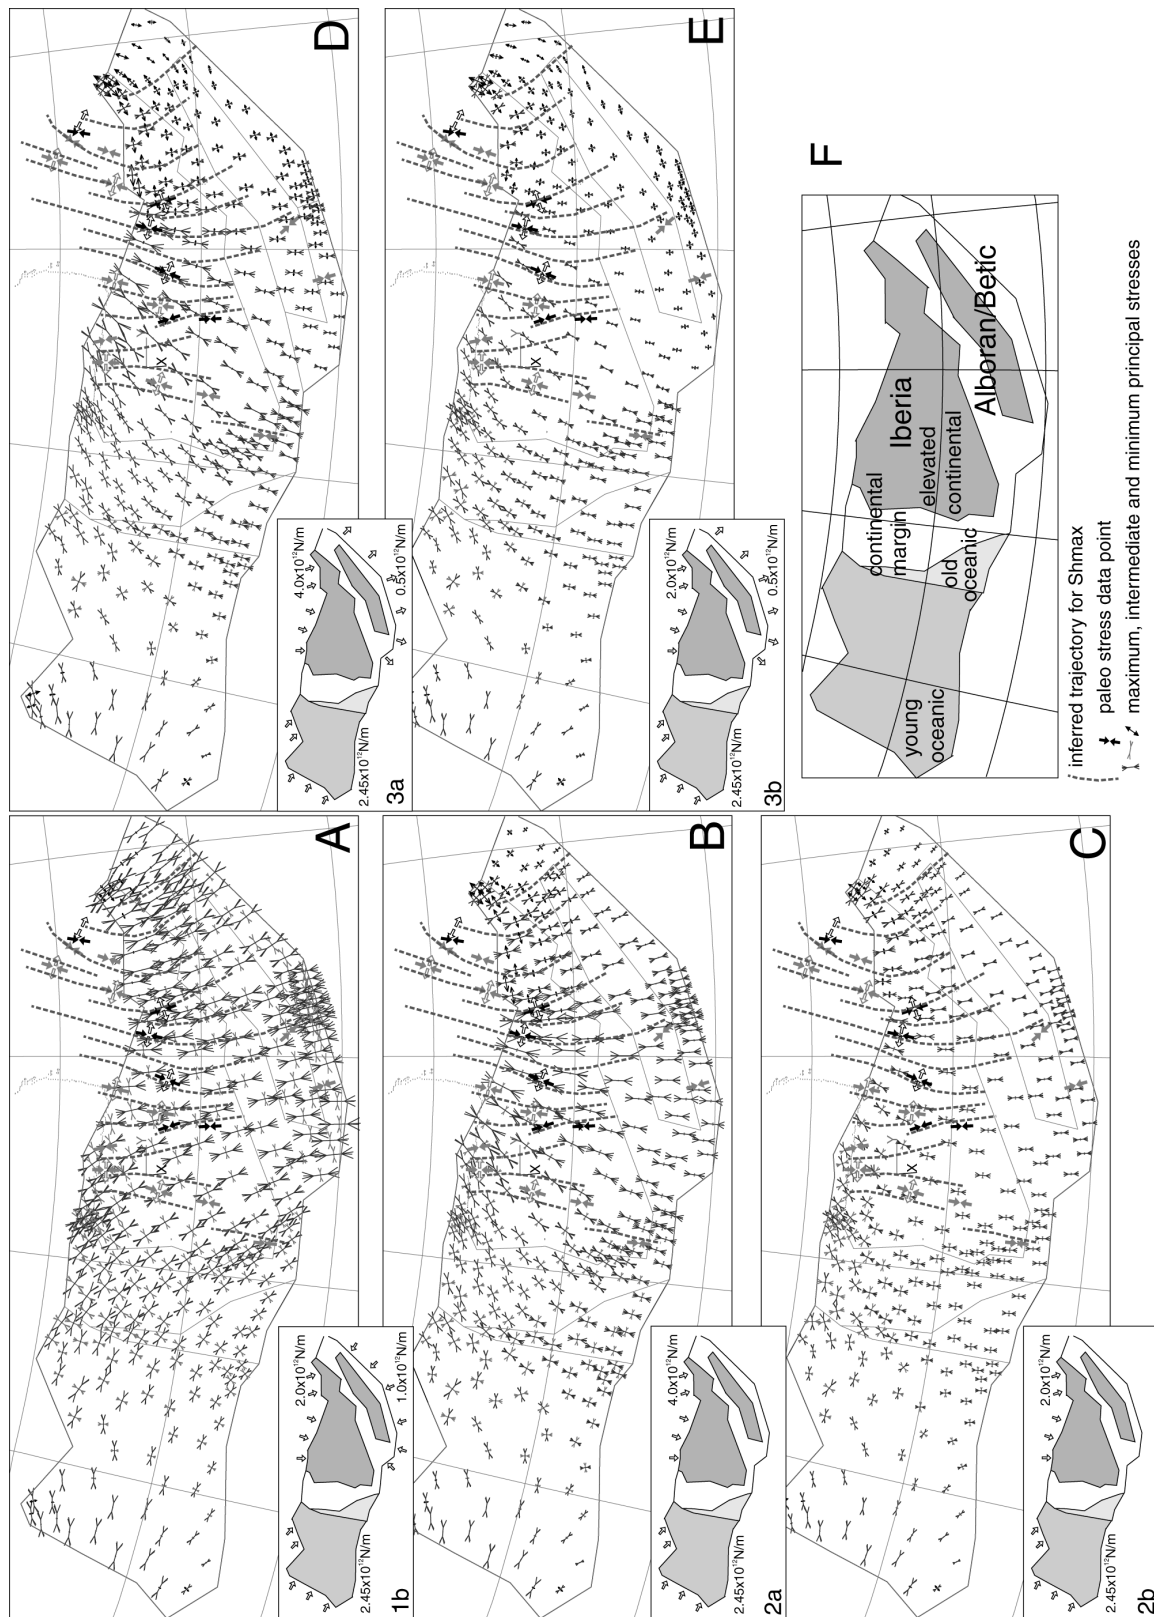 A
2.0x10¹²N/m
1.0x10¹²N/m
2.45x10¹²N/m
1b
x
B
4.0x10¹²N/m
2.45x10¹²N/m
2a
x
C
2.0x10¹²N/m
2.45x10¹²N/m
2b
x
D
4.0x10¹²N/m
0.5x10¹²N/m
2.45x10¹²N/m
3a
x
E
2.0x10¹²N/m
0.5x10¹²N/m
2.45x10¹²N/m
3b
x
F
young
oceanic
continental
margin
old
oceanic
Iberia
elevated
continental
Alboran/Betic
inferred trajectory for Shmax
paleo stress data point
maximum, intermediate and minimum principal stresses